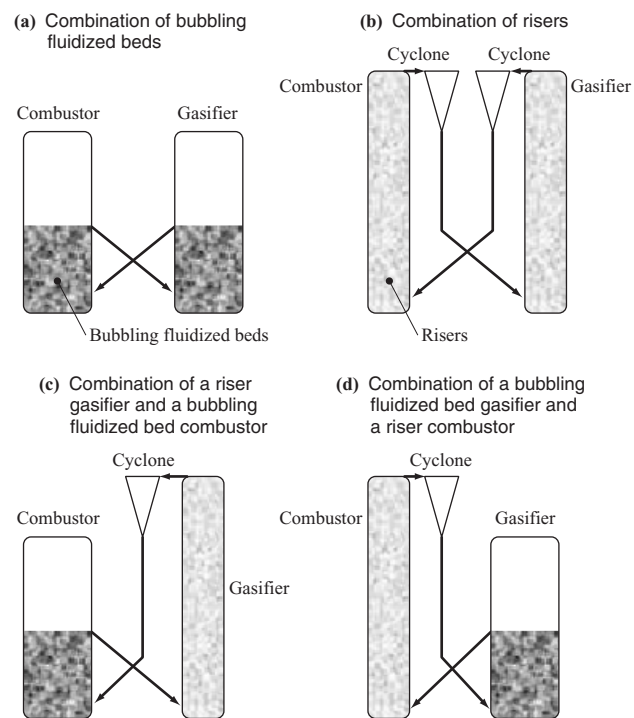 (a) Combination of bubbling
fluidized beds
Combustor
Gasifier
Bubbling fluidized beds
(b) Combination of risers
Cyclone
Cyclone
Combustor
Gasifier
Risers
(c) Combination of a riser
gasifier and a bubbling
fluidized bed combustor
Cyclone
Combustor
Gasifier
(d) Combination of a bubbling
fluidized bed gasifier and
a riser combustor
Cyclone
Combustor
Gasifier